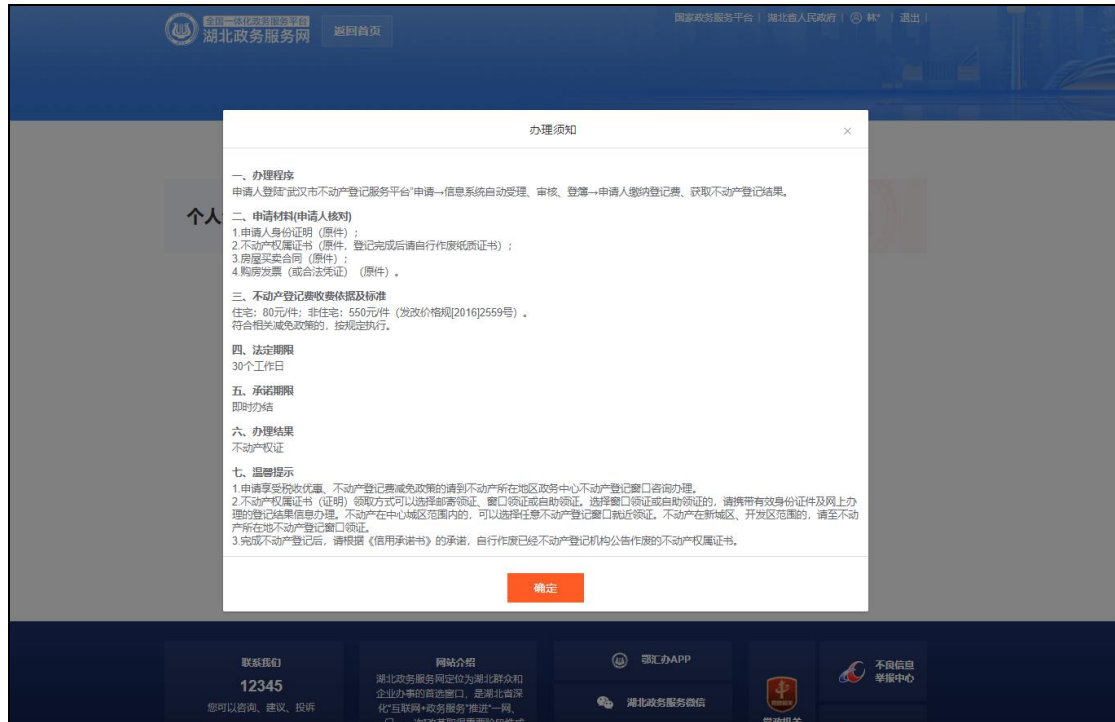 全国一体化政务服务平台
湖北政务服务网
返回首页
国家政务服务平台 | 湖北省人民政府 | 林* | 退出 |
办理须知
×
一、办理程序
申请人登陆“武汉市不动产登记服务平台”申请→信息系统自动受理、审核、登簿→申请人缴纳登记费、获取不动产登记结果。
个人
二、申请材料(申请人核对)
1.申请人身份证明（原件）;
2.不动产权属证书（原件，登记完成后请自行作废纸质证书）;
3.房屋买卖合同（原件）;
4.购房发票（或合法凭证）（原件）。
三、不动产登记费收费依据及标准
住宅：80元/件；非住宅：550元/件（发改价格规[2016]2559号）。
符合相关减免政策的，按规定执行。
四、法定期限
30个工作日
五、承诺期限
即时办结
六、办理结果
不动产权证
七、温馨提示
1.申请享受税收优惠、不动产登记费减免政策的请到不动产所在地区政务中心不动产登记窗口咨询办理。
2.不动产权属证书（证明）领取方式可以选择邮寄领证、窗口领证或自助领证。选择窗口领证或自助领证的，请携带有效身份证件及网上办
理的登记结果信息办理。不动产在中心城区范围内的，可以选择任意不动产登记窗口就近领证。不动产在新城区、开发区范围的，请至不动
产所在地不动产登记窗口领证。
3.完成不动产登记后，请根据《信用承诺书》的承诺，自行作废已经不动产登记机构公告作废的不动产权属证书。
确定
联系我们
12345
您可以咨询、建议、投诉
网站介绍
湖北政务服务网定位为湖北群众和
企业办事的首选窗口，是湖北省深
化“互联网+政务服务”推进“一网、
鄂汇办APP
湖北政务服务微信
党政机关
不良信息
举报中心